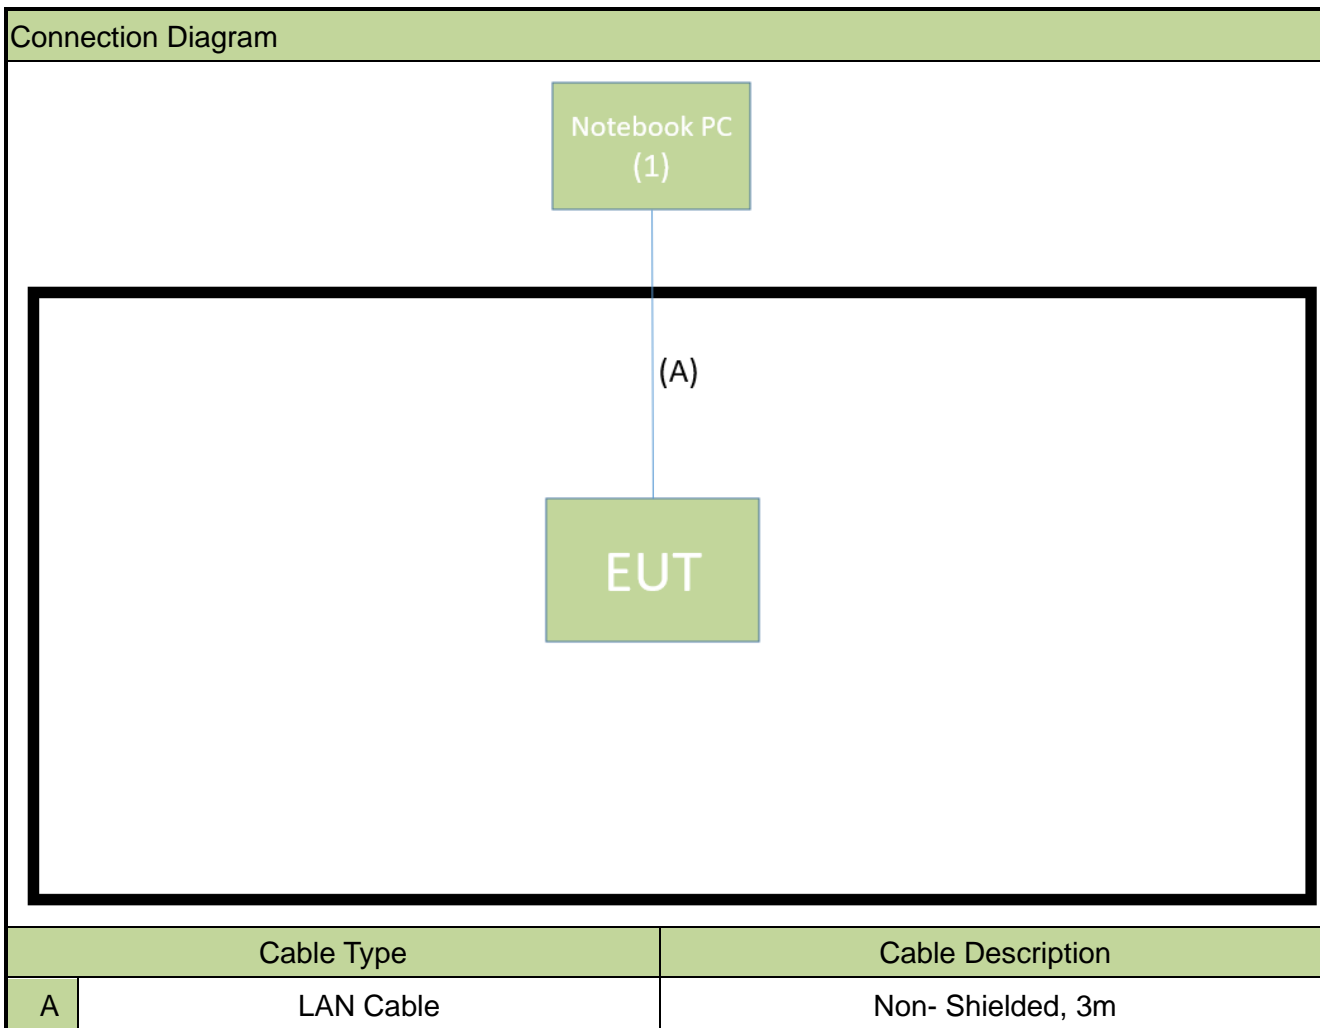 Connection Diagram
Notebook PC
(1)
(A)
EUT
Cable Type Cable Description
A LAN Cable Non- Shielded, 3m